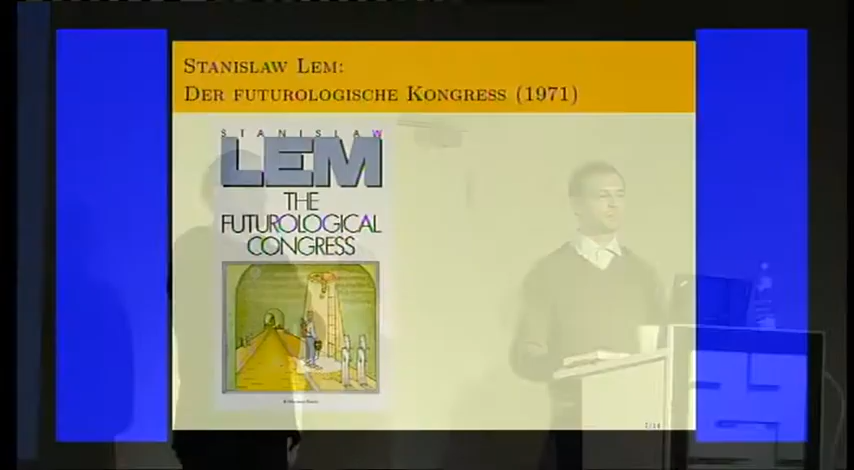 STANISLAW LEM:
DER FUTUROLOGISCHE KONGRESS (1971)
STANISLAW
LEM
THE
FUTUROLOGICAL
CONGRESS